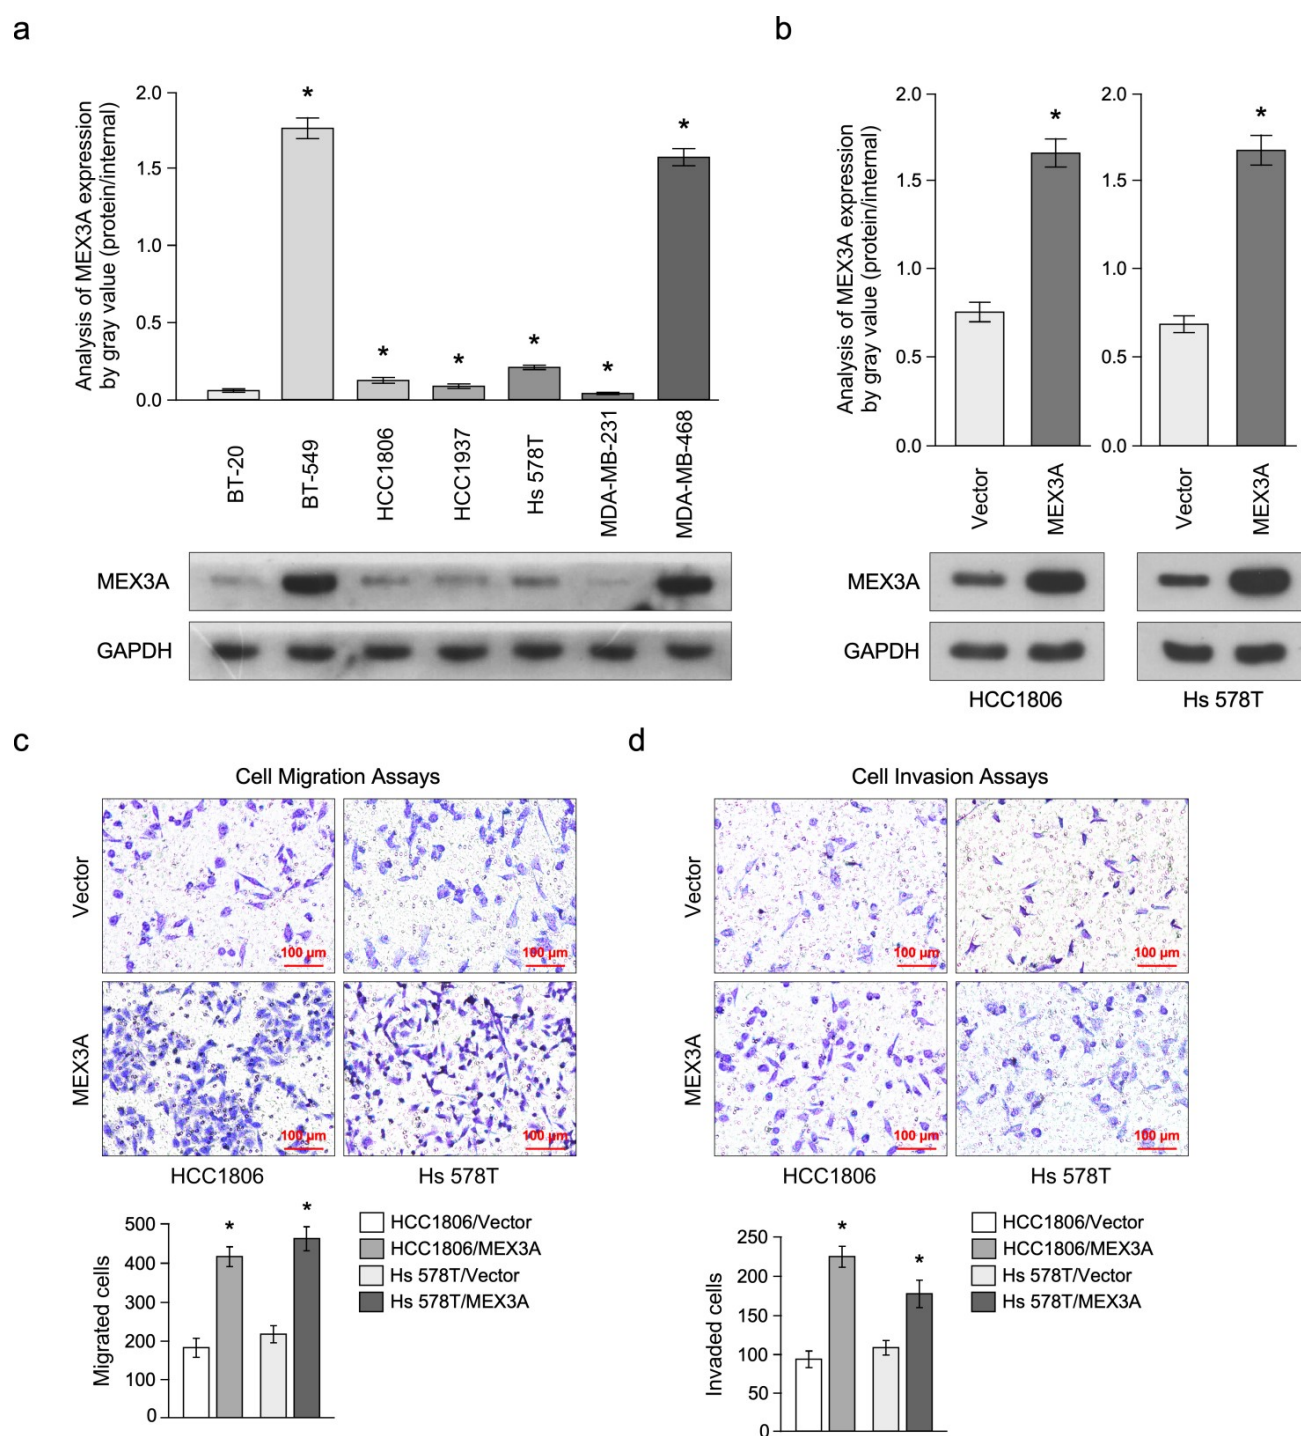 a
Analysis of MEX3A expression
by gray value (protein/internal)
2.0
1.5
1.0
0.5
0.0
*
*
*
*
*
*
BT-20
BT-549
HCC1806
HCC1937
Hs 578T
MDA-MB-231
MDA-MB-468
MEX3A
GAPDH
b
Analysis of MEX3A expression
by gray value (protein/internal)
2.0
1.5
1.0
0.5
0.0
*
Vector
MEX3A
2.0
1.5
1.0
0.5
0.0
*
Vector
MEX3A
MEX3A
GAPDH
HCC1806
Hs 578T
c
Cell Migration Assays
Vector
100 µm
100 µm
MEX3A
100 µm
100 µm
HCC1806
Hs 578T
Migrated cells
500
400
300
200
100
0
*
*
HCC1806/Vector
HCC1806/MEX3A
Hs 578T/Vector
Hs 578T/MEX3A
d
Cell Invasion Assays
Vector
100 µm
100 µm
MEX3A
100 µm
100 µm
HCC1806
Hs 578T
Invaded cells
250
200
150
100
50
0
*
*
HCC1806/Vector
HCC1806/MEX3A
Hs 578T/Vector
Hs 578T/MEX3A